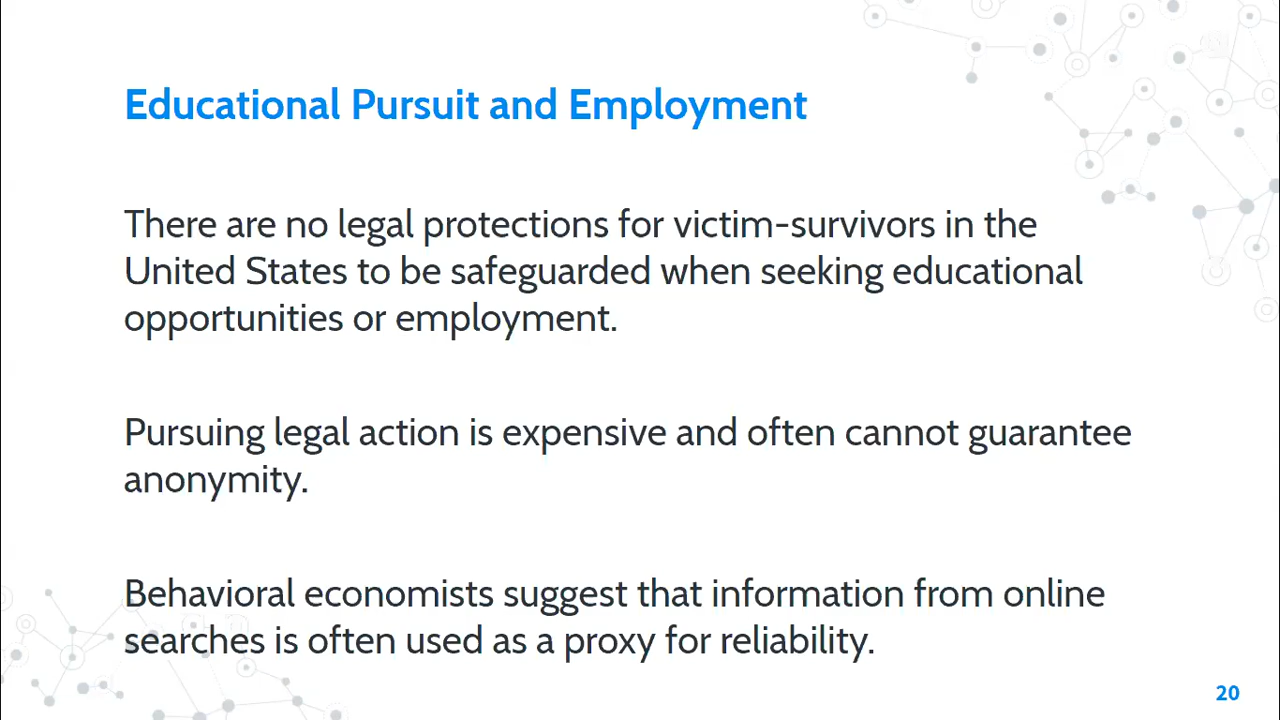 Educational Pursuit and Employment
There are no legal protections for victim-survivors in the
United States to be safeguarded when seeking educational
opportunities or employment.
Pursuing legal action is expensive and often cannot guarantee
anonymity.
Behavioral economists suggest that information from online
searches is often used as a proxy for reliability.
20